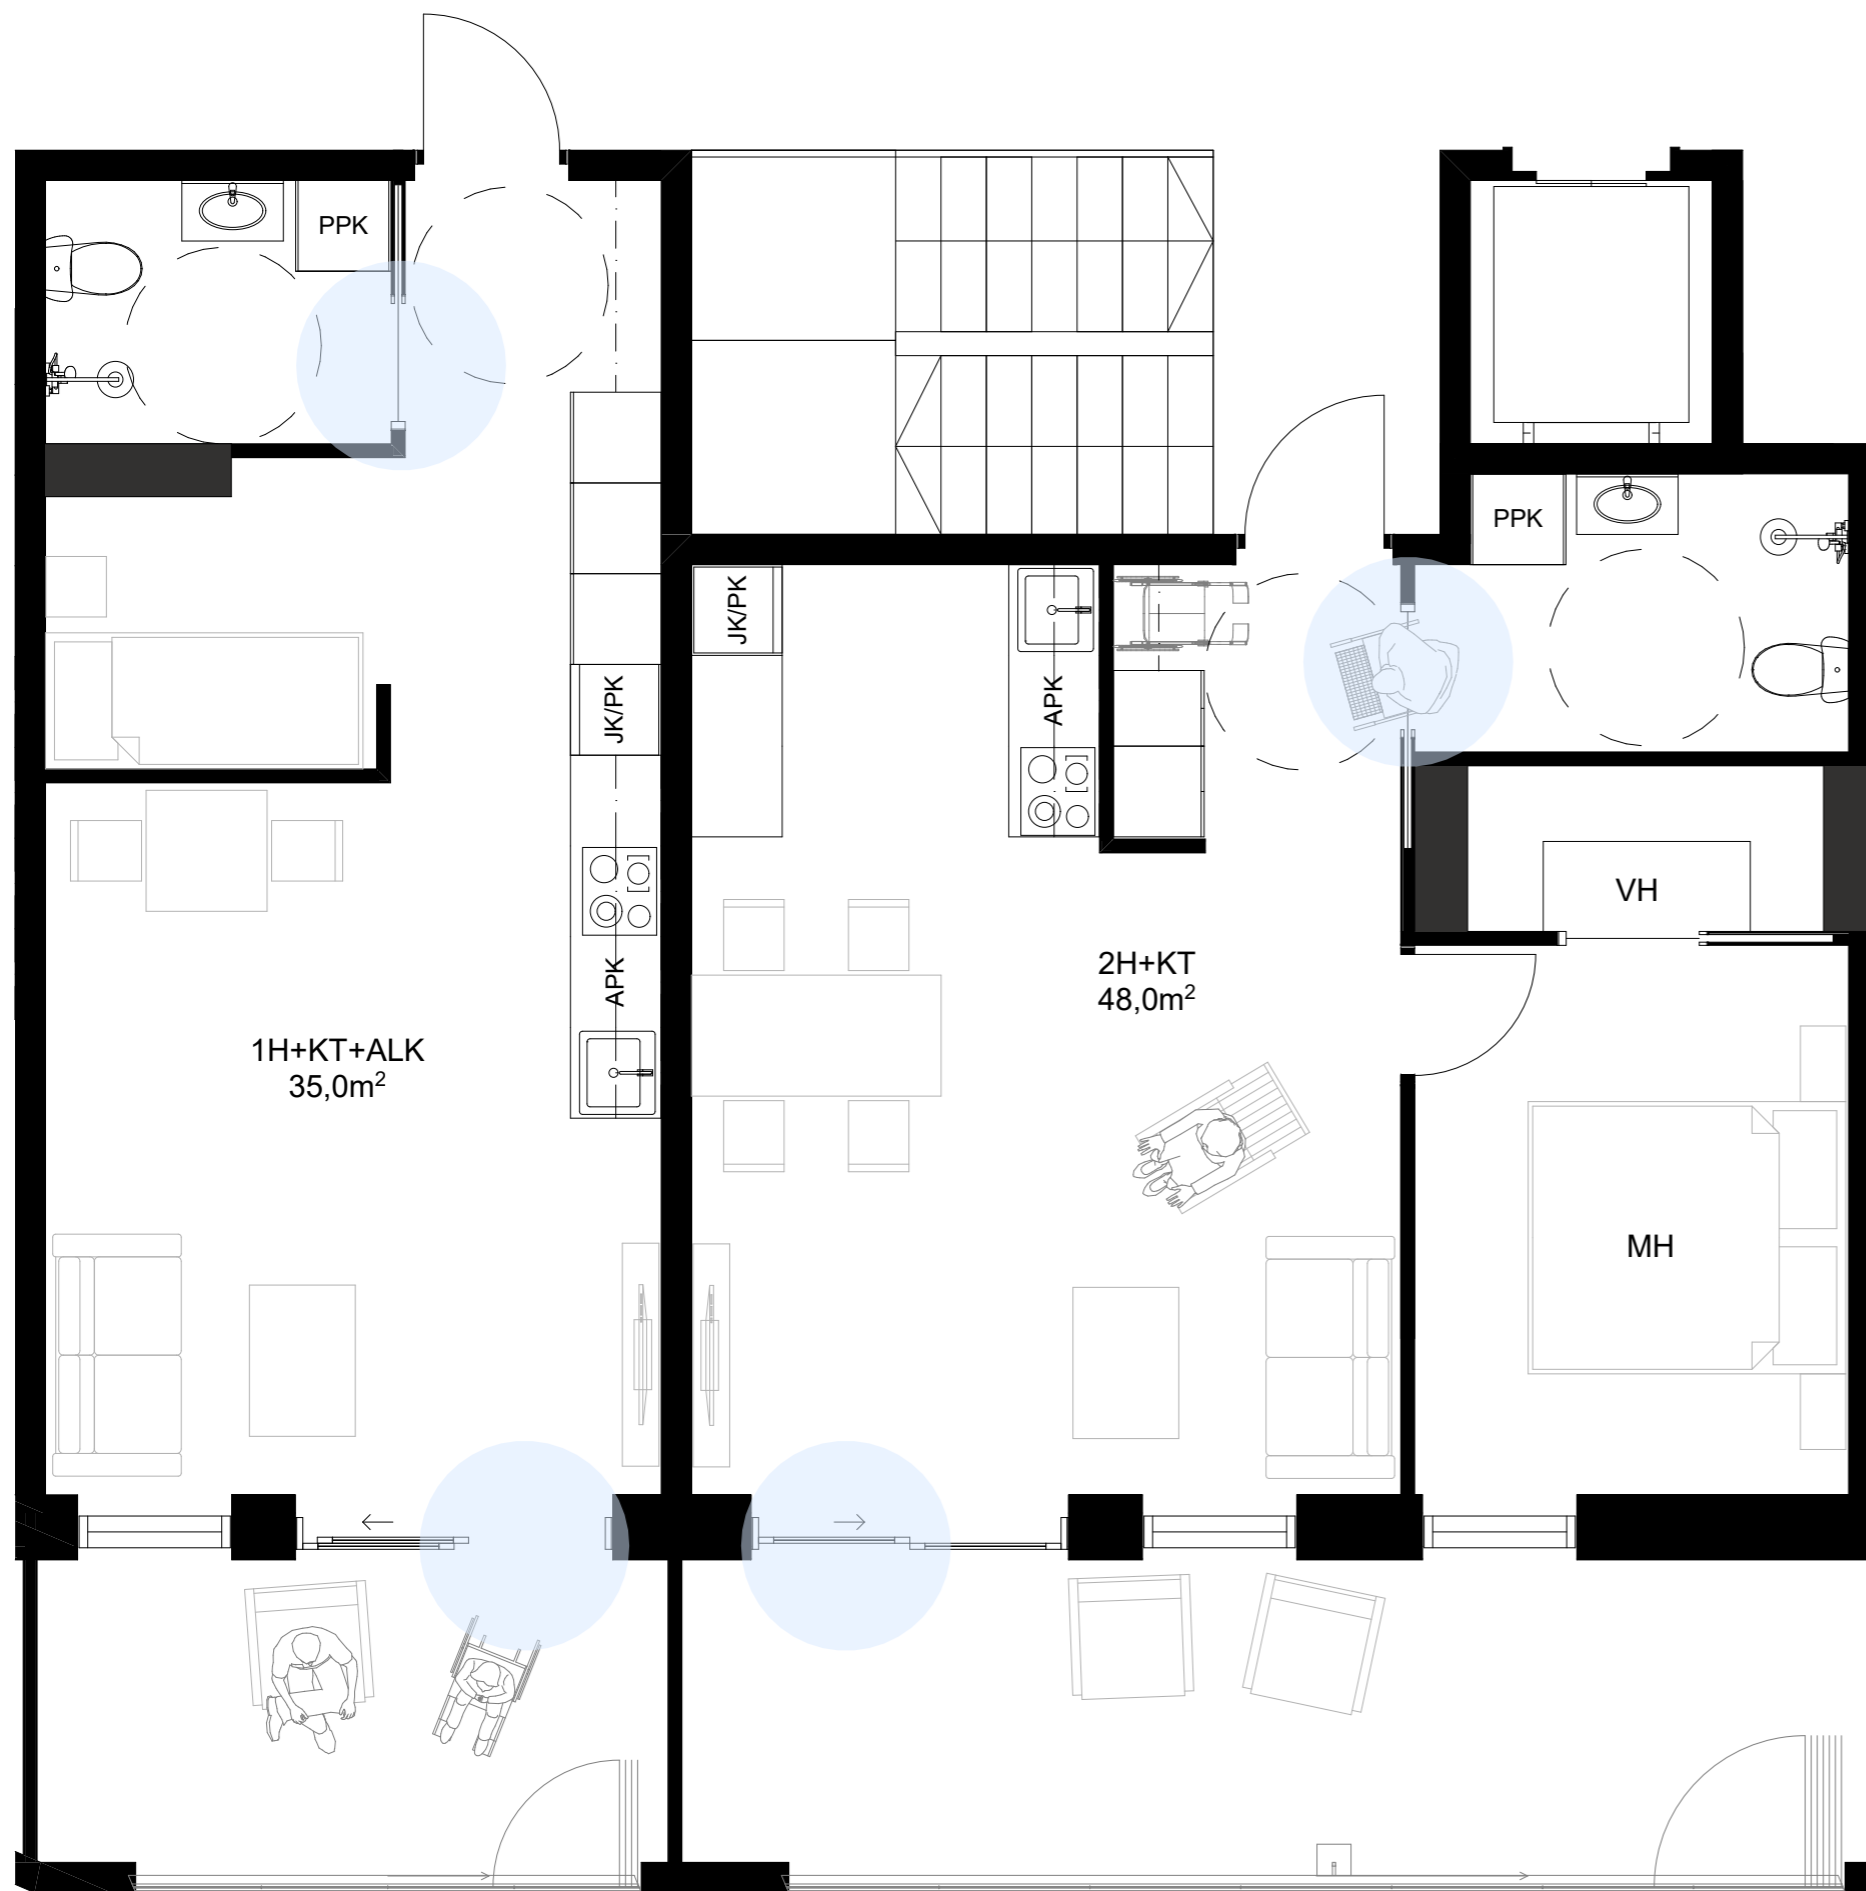 PPK
PPK
JK/PK
JK/PK
APK
VH
2H+KT
48,0m²
APK
1H+KT+ALK
35,0m²
MH